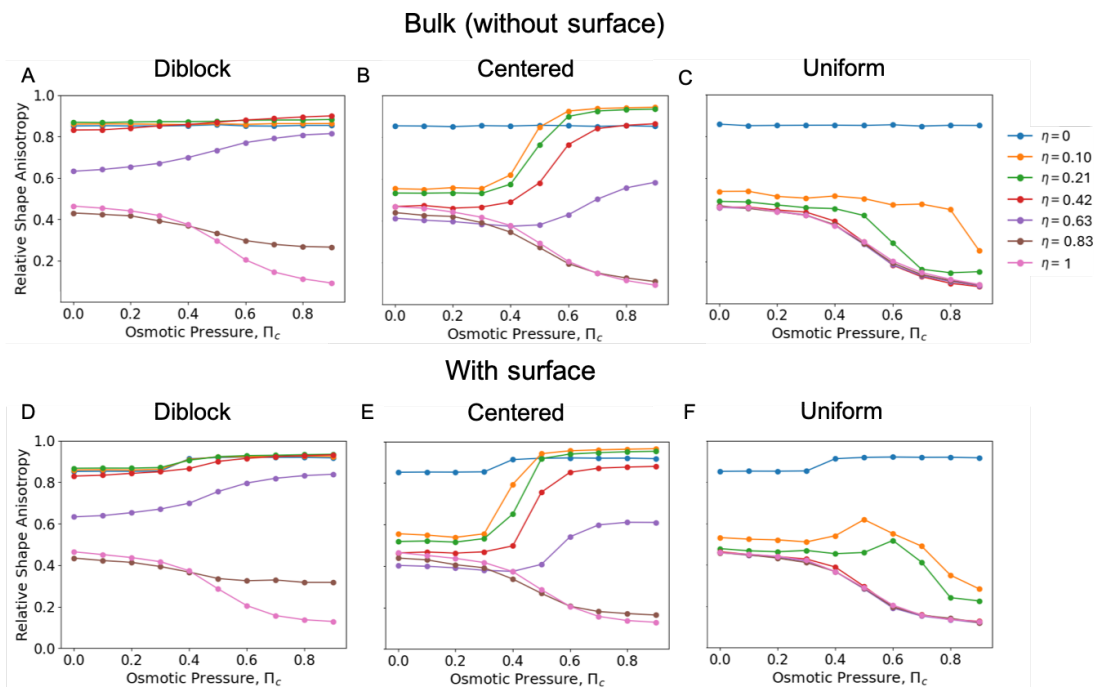 Bulk (without surface)
A
Diblock
B
Centered
C
Uniform
Relative Shape Anisotropy
1.0
0.8
0.6
0.4
0.2
0.0 0.2 0.4 0.6 0.8
Osmotic Pressure, Πc
0.0 0.2 0.4 0.6 0.8
Osmotic Pressure, Πc
0.0 0.2 0.4 0.6 0.8
Osmotic Pressure, Πc
η = 0
η = 0.10
η = 0.21
η = 0.42
η = 0.63
η = 0.83
η = 1
With surface
D
Diblock
E
Centered
F
Uniform
Relative Shape Anisotropy
1.0
0.8
0.6
0.4
0.2
0.0
0.0 0.2 0.4 0.6 0.8
Osmotic Pressure, Πc
0.0 0.2 0.4 0.6 0.8
Osmotic Pressure, Πc
0.0 0.2 0.4 0.6 0.8
Osmotic Pressure, Πc